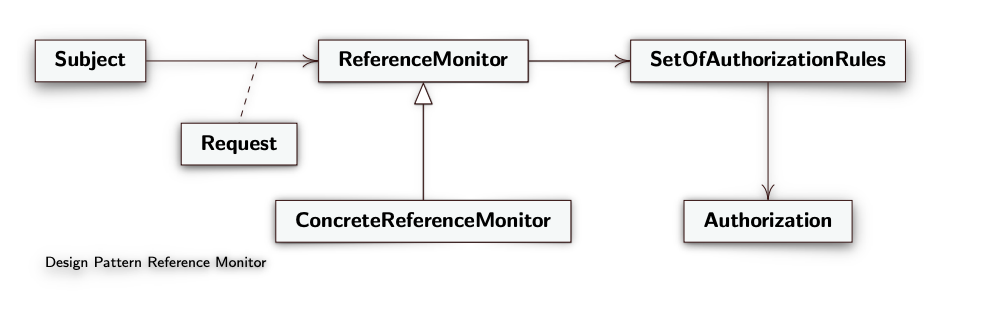 Subject
ReferenceMonitor
SetOfAuthorizationRules
Request
ConcreteReferenceMonitor
Authorization
Design Pattern Reference Monitor